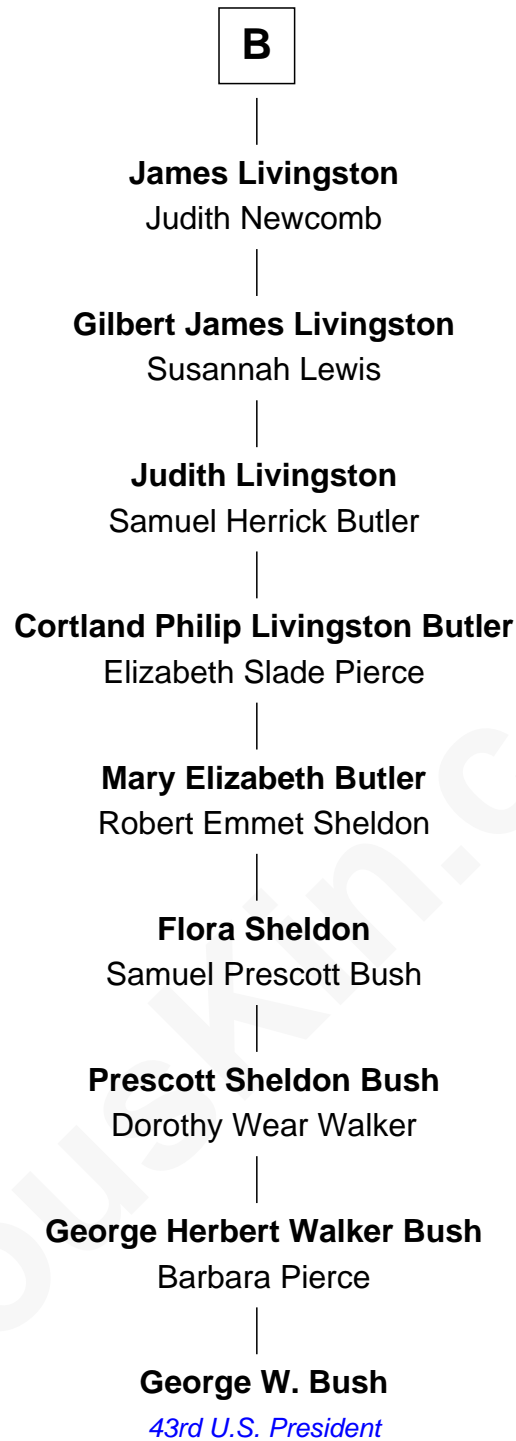 B
James Livingston
Judith Newcomb
Gilbert James Livingston
Susannah Lewis
Judith Livingston
Samuel Herrick Butler
Cortland Philip Livingston Butler
Elizabeth Slade Pierce
Mary Elizabeth Butler
Robert Emmet Sheldon
Flora Sheldon
Samuel Prescott Bush
Prescott Sheldon Bush
Dorothy Wear Walker
George Herbert Walker Bush
Barbara Pierce
George W. Bush
43rd U.S. President